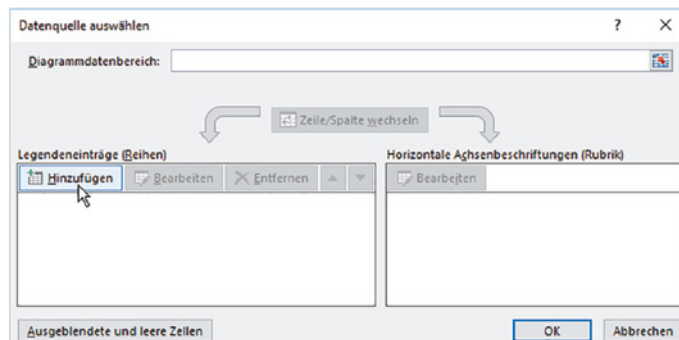 Datenquelle auswählen ? ✕
Diagrammdatenbereich:
Zeile/Spalte wechseln
Legendeneinträge (Reihen)
Hinzufügen Bearbeiten Entfernen
Horizontale Achsenbeschriftungen (Rubrik)
Bearbeiten
Ausgeblendete und leere Zellen
OK Abbrechen